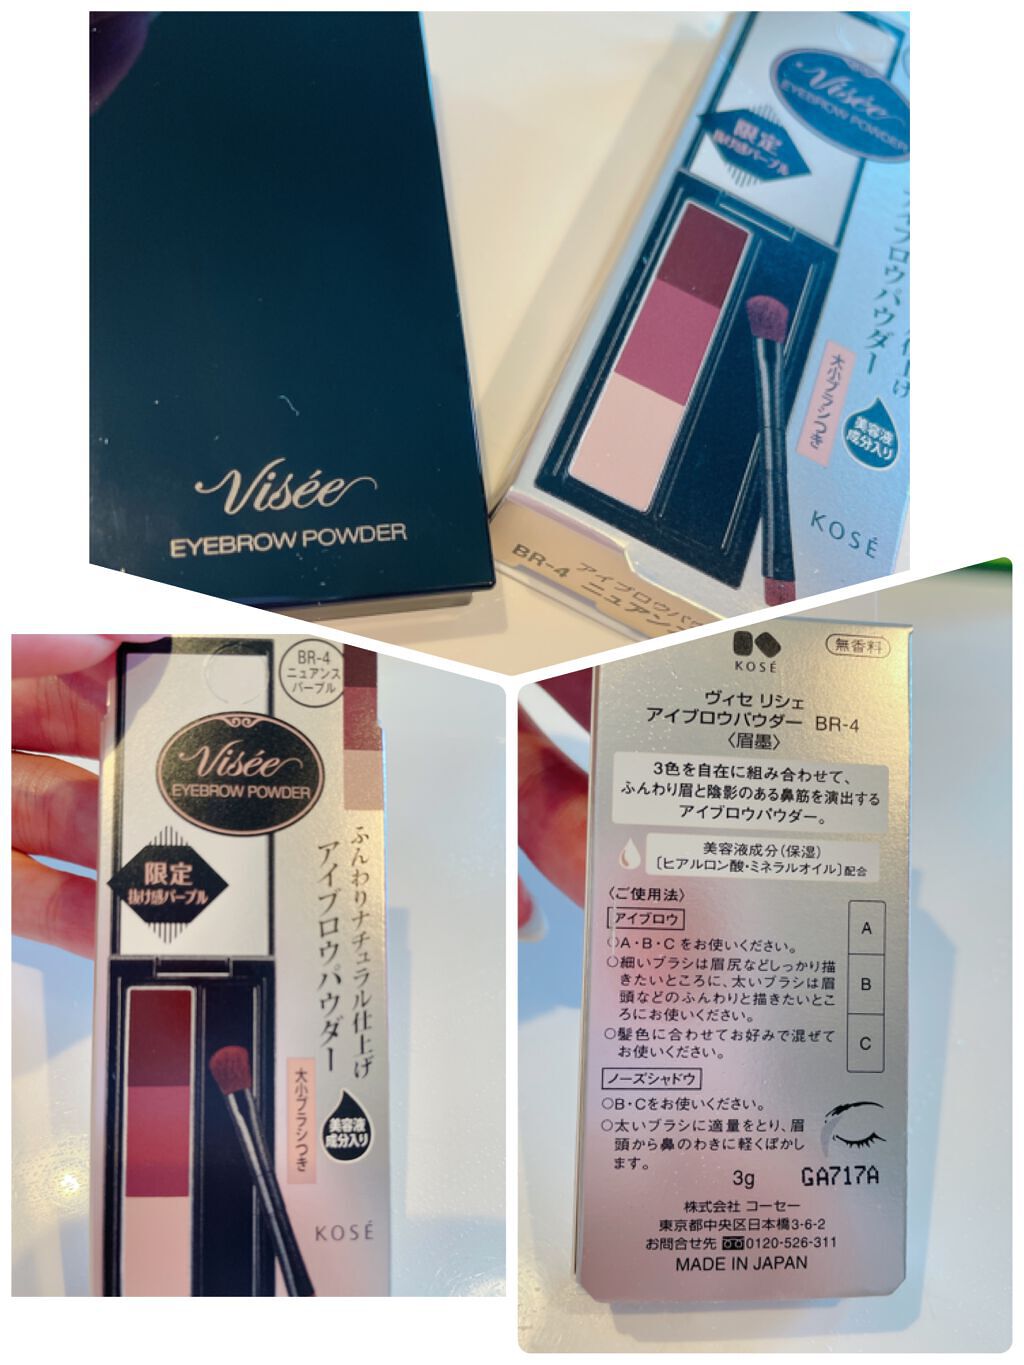 Visée
EYEBROW POWDER
Visée
EYEBROW POWDER
限定
抜け感パープル
アイブロウパウダー
大小ブラシつき
美容液
成分入り
KOSÉ
アイブロウパウ
BR-4 ニュアンス
BR-4
ニュアンス
パープル
Visée
EYEBROW POWDER
限定
抜け感パープル
ふんわりナチュラル仕上げ
アイブロウパウダー
大小ブラシつき
美容液
成分入り
KOSÉ
KOSÉ
無香料
ヴィセ リシェ
アイブロウパウダー BR-4
〈眉墨〉
3色を自在に組み合わせて、
ふんわり眉と陰影のある鼻筋を演出する
アイブロウパウダー。
美容液成分(保湿)
〔ヒアルロン酸・ミネラルオイル〕配合
〈ご使用法〉
アイブロウ
○A・B・C をお使いください。
○細いブラシは眉尻などしっかり描
きたいところに、太いブラシは眉
頭などのふんわりと描きたいとこ
ろにお使いください。
○髪色に合わせてお好みで混ぜて
お使いください。
A
B
C
ノーズシャドウ
○B・Cをお使いください。
○太いブラシに適量をとり、眉
頭から鼻のわきに軽くぼかし
ます。
3g GA717A
株式会社 コーセー
東京都中央区日本橋3-6-2
お問合せ先 0120-526-311
MADE IN JAPAN